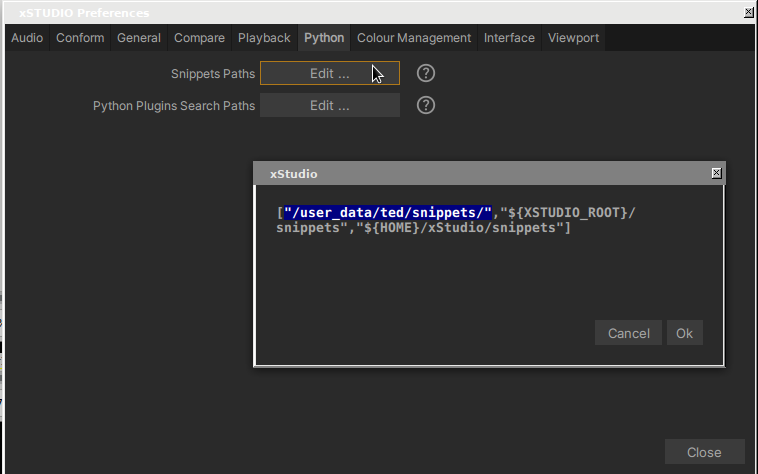 xSTUDIO Preferences
Audio Conform General Compare Playback Python Colour Management Interface Viewport
Snippets Paths Edit ... ?
Python Plugins Search Paths Edit ... ?
xStudio
["/user_data/ted/snippets/","${XSTUDIO_ROOT}/
snippets","${HOME}/xStudio/snippets"]
Cancel Ok
Close